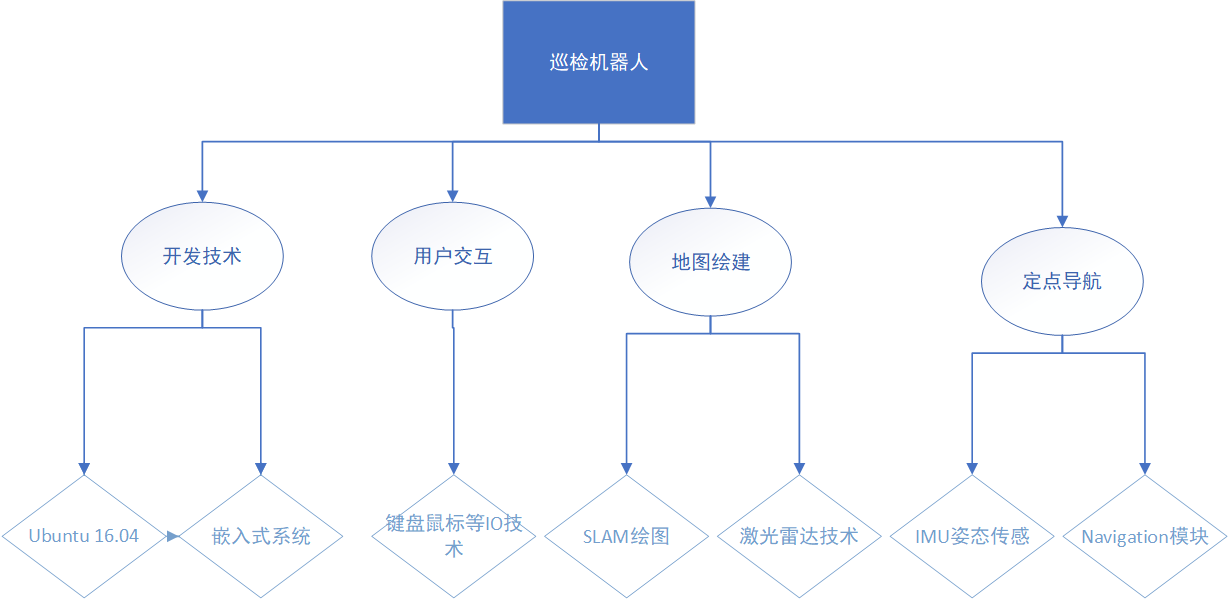 巡检机器人
开发技术
用户交互
地图绘建
定点导航
Ubuntu 16.04
嵌入式系统
键盘鼠标等IO技
术
SLAM绘图
激光雷达技术
IMU姿态传感
Navigation模块